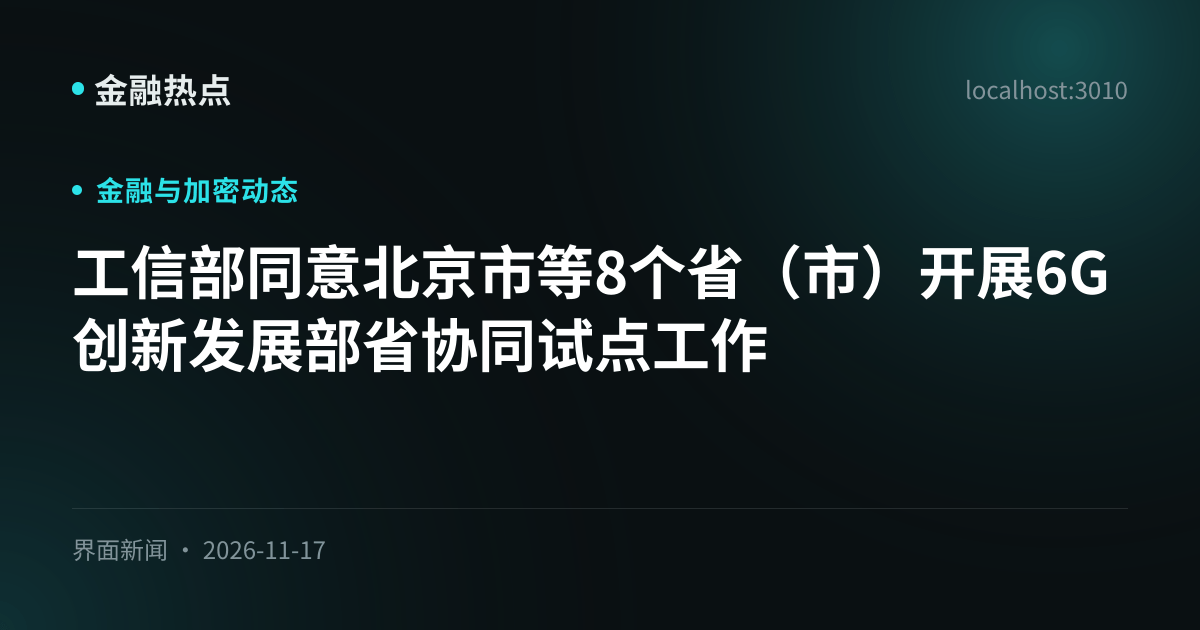 金融热点
localhost:3010
金融与加密动态
工信部同意北京市等8个省（市）开展6G
创新发展部省协同试点工作
界面新闻 • 2026-11-17